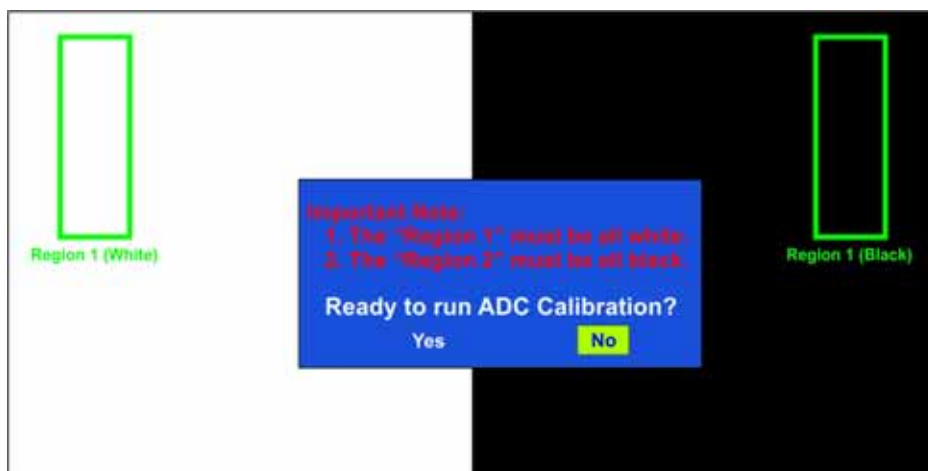 Region 1 (White)
Region 1 (Black)
Important Note:
1. The "Region 1" must be all white.
2. The "Region 2" must be all black.
Ready to run ADC Calibration?
Yes
No